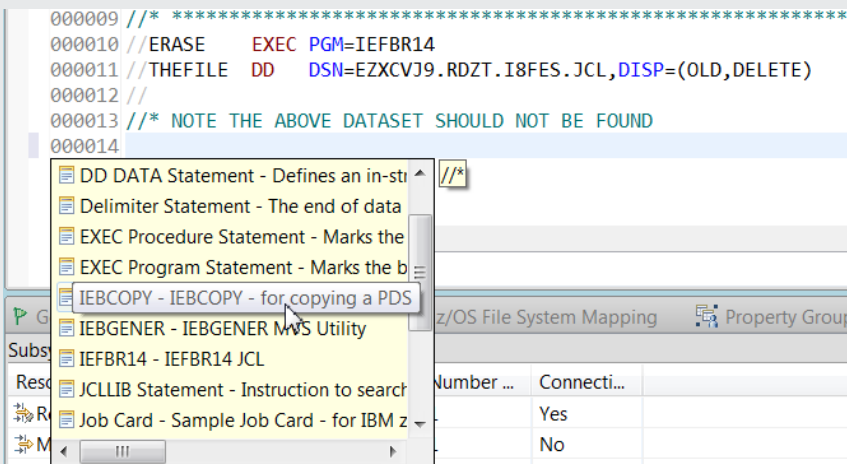 000009 //* ************************************************************
000010 //ERASE    EXEC PGM=IEFBR14
000011 //THEFILE  DD   DSN=EZXCVJ9.RDZT.I8FES.JCL,DISP=(OLD,DELETE)
000012 //
000013 //* NOTE THE ABOVE DATASET SHOULD NOT BE FOUND
000014
DD DATA Statement - Defines an in-str
//*
Delimiter Statement - The end of data
EXEC Procedure Statement - Marks the
EXEC Program Statement - Marks the b
IEBCOPY - IEBCOPY - for copying a PDS
IEBGENER - IEBGENER MVS Utility
IEFBR14 - IEFBR14 JCL
JCLLIB Statement - Instruction to search
Job Card - Sample Job Card - for IBM z
z/OS File System Mapping
Property Group
Subsy
Reso
Number ...
Connecti...
Re
Yes
M
No